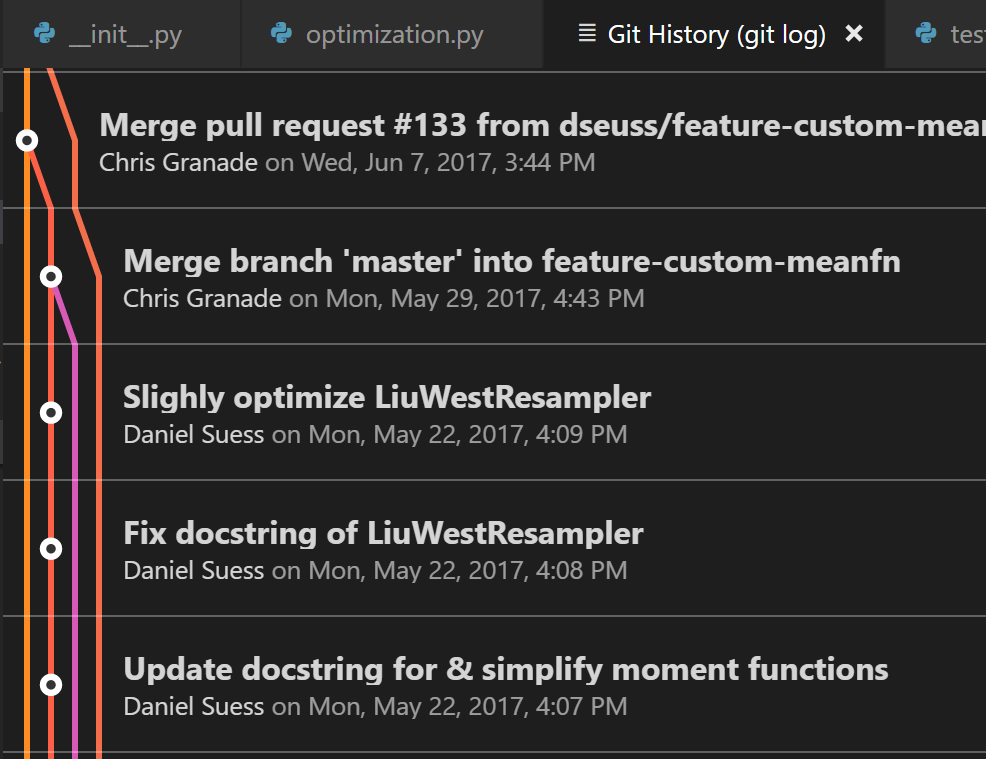 __init__.py
optimization.py
Git History (git log)
tes
Merge pull request #133 from dseuss/feature-custom-mean
Chris Granade on Wed, Jun 7, 2017, 3:44 PM
Merge branch 'master' into feature-custom-meanfn
Chris Granade on Mon, May 29, 2017, 4:43 PM
Slighly optimize LiuWestResampler
Daniel Suess on Mon, May 22, 2017, 4:09 PM
Fix docstring of LiuWestResampler
Daniel Suess on Mon, May 22, 2017, 4:08 PM
Update docstring for & simplify moment functions
Daniel Suess on Mon, May 22, 2017, 4:07 PM